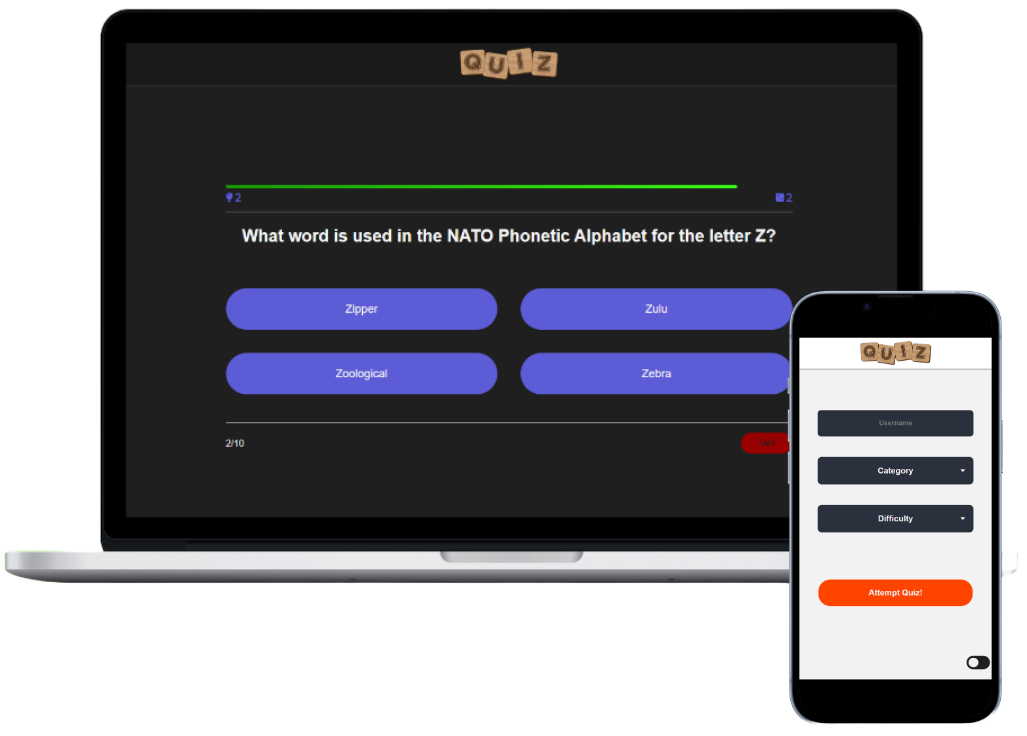 QUIZ
2
2
What word is used in the NATO Phonetic Alphabet for the letter Z?
Zipper
Zulu
Zoological
Zebra
2/10
QUIZ
Username
Category
Difficulty
Attempt Quiz!